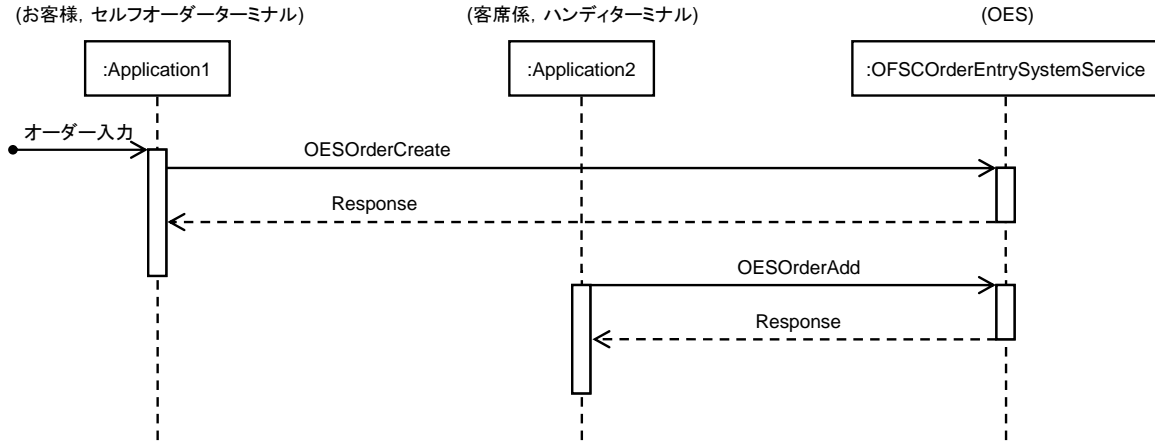 (お客様, セルフオーダーターミナル)
(客席係, ハンディターミナル)
(OES)
:Application1
:Application2
:OFSCOrderEntrySystemService
オーダー入力
OESOrderCreate
Response
OESOrderAdd
Response